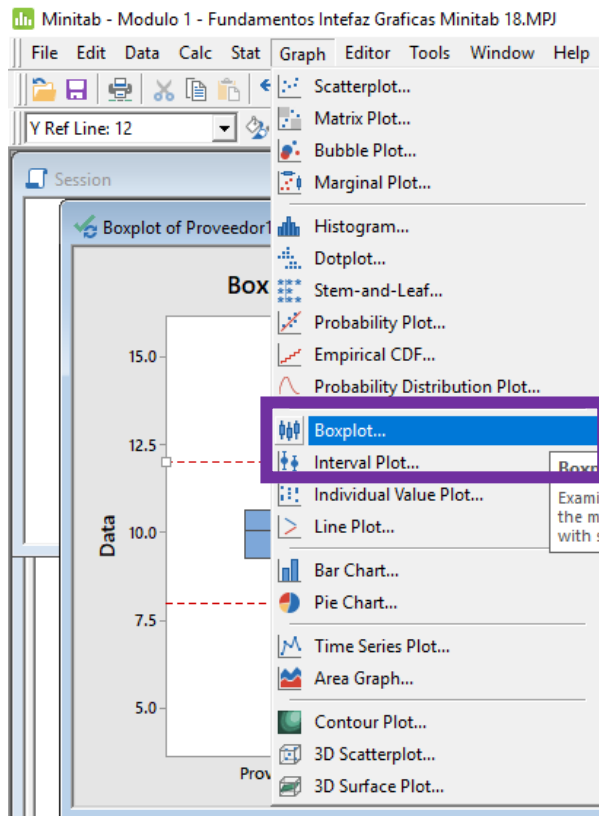 Minitab - Modulo 1 - Fundamentos Intefaz Graficas Minitab 18.MPJ
File Edit Data Calc Stat Graph Editor Tools Window Help
Y Ref Line: 12
Session
Boxplot of Proveedor1
Box
15.0
12.5
10.0
7.5
5.0
Data
Prov
Scatterplot...
Matrix Plot...
Bubble Plot...
Marginal Plot...
Histogram...
Dotplot...
Stem-and-Leaf...
Probability Plot...
Empirical CDF...
Probability Distribution Plot...
Boxplot...
Interval Plot...
Individual Value Plot...
Line Plot...
Bar Chart...
Pie Chart...
Time Series Plot...
Area Graph...
Contour Plot...
3D Scatterplot...
3D Surface Plot...
Boxp
Exami
the m
with s